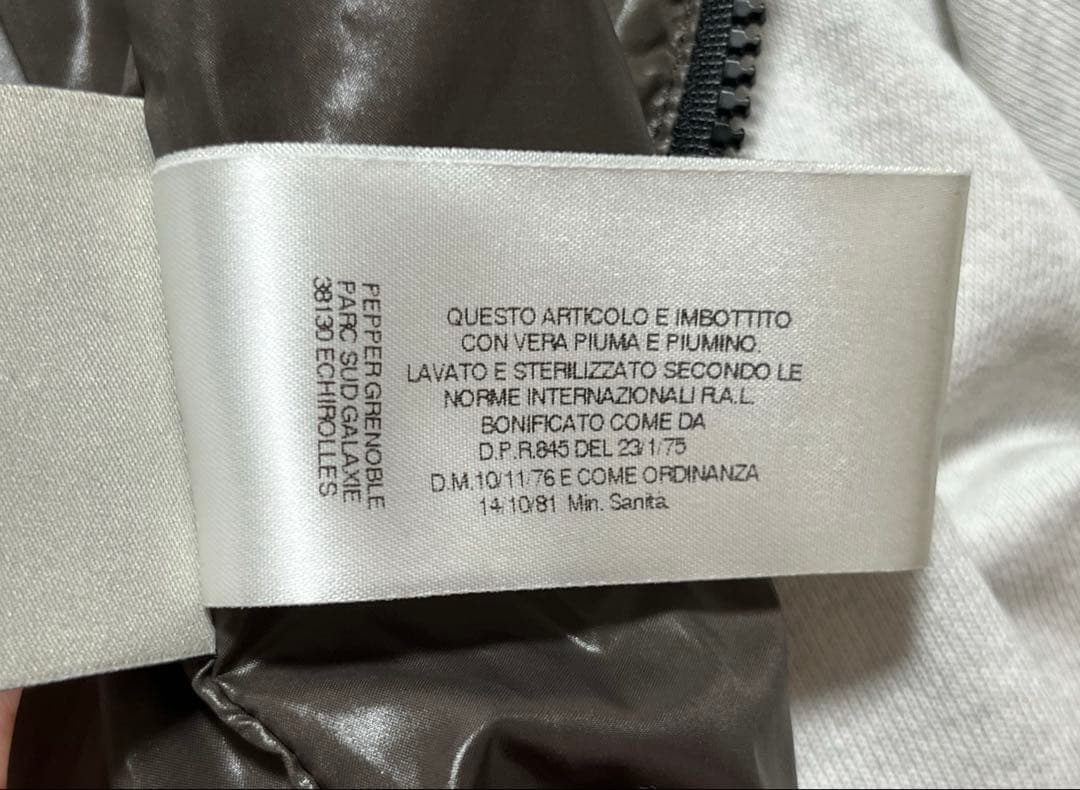 PEPPER GRENOBLE
PARC SUD GALAXIE
38130 ECHIROLLES
QUESTO ARTICOLO E IMBOTTITO
CON VERA PIUMA E PIUMINO.
LAVATO E STERILIZZATO SECONDO LE
NORME INTERNAZIONALI R.A.L.
BONIFICATO COME DA
D.P.R.845 DEL 23/1/75
D.M.10/11/76 E COME ORDINANZA
14/10/81 Min. Sanità